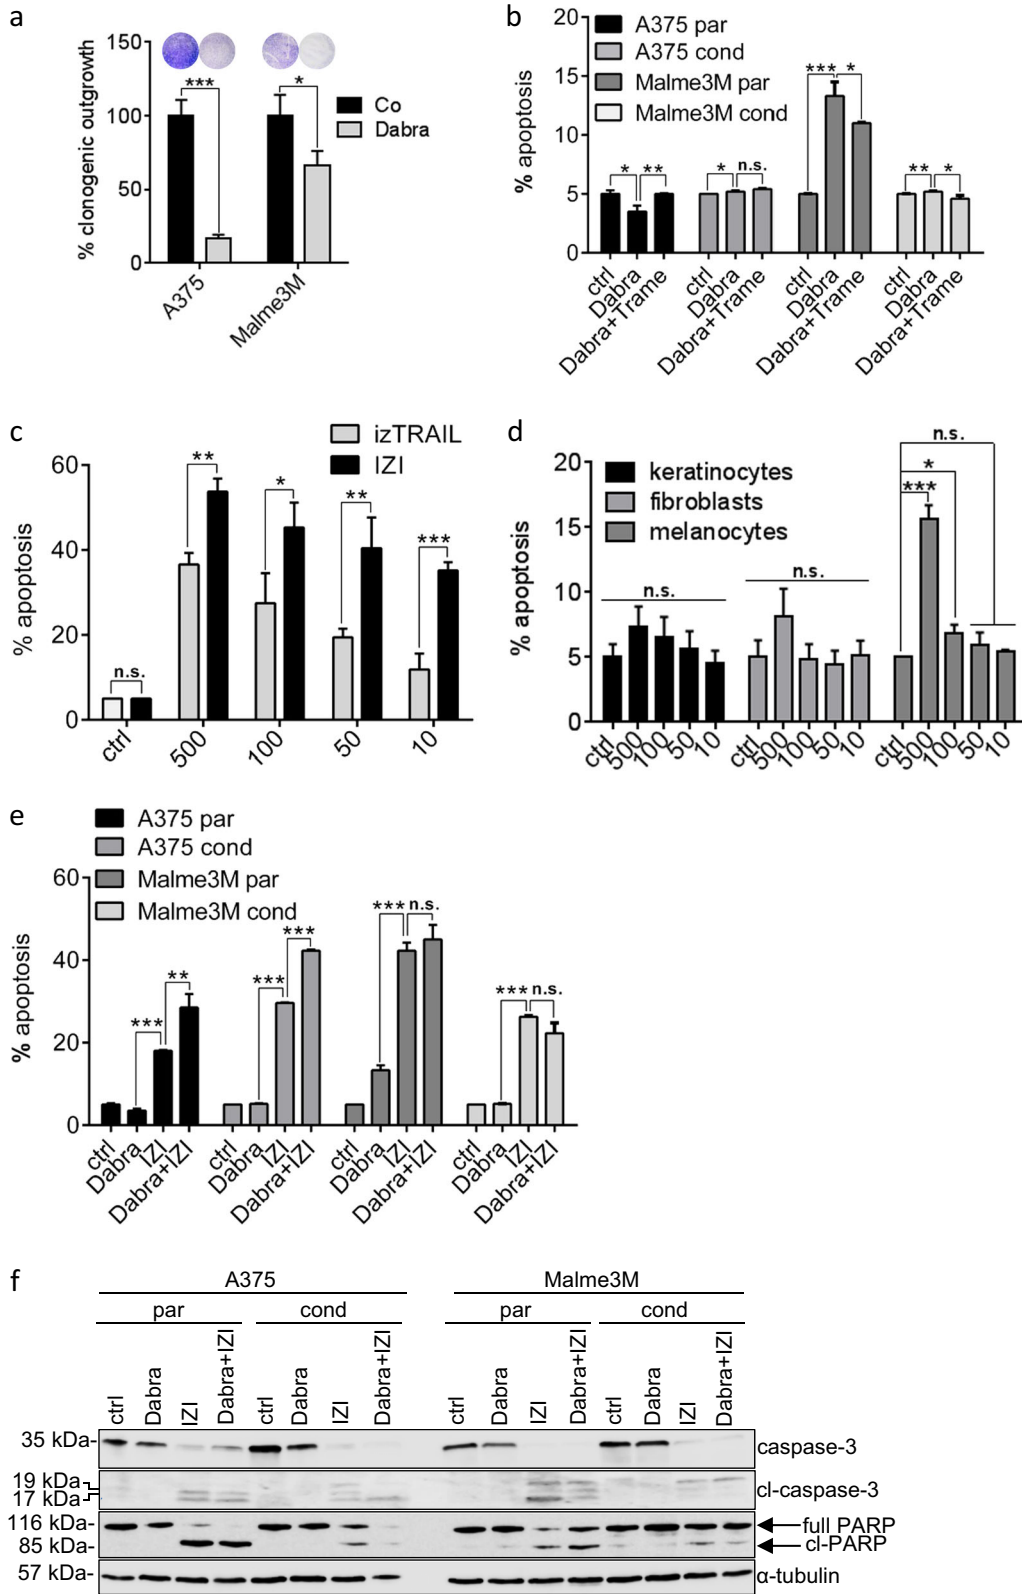 a
% clonogenic outgrowth
150
100
50
0
***
*
Co
Dabra
A375
Malme3M
b
% apoptosis
20
15
10
5
0
A375 par
A375 cond
Malme3M par
Malme3M cond
* **
* n.s.
*** *
** *
ctrl Dabra Dabra+Trame ctrl Dabra Dabra+Trame ctrl Dabra Dabra+Trame ctrl Dabra Dabra+Trame
c
% apoptosis
60
40
20
0
izTRAIL
IZI
n.s.
**
*
**
***
ctrl 500 100 50 10
d
% apoptosis
20
15
10
5
0
keratinocytes
fibroblasts
melanocytes
n.s.
n.s.
n.s.
*
***
ctrl 500 100 50 10 ctrl 500 100 50 10 ctrl 500 100 50 10
e
% apoptosis
60
40
20
0
A375 par
A375 cond
Malme3M par
Malme3M cond
*** **
*** ***
*** n.s.
*** n.s.
ctrl Dabra IZI Dabra+IZI ctrl Dabra IZI Dabra+IZI ctrl Dabra IZI Dabra+IZI ctrl Dabra IZI Dabra+IZI
f
A375 Malme3M
par cond par cond
ctrl Dabra IZI Dabra+IZI ctrl Dabra IZI Dabra+IZI ctrl Dabra IZI Dabra+IZI ctrl Dabra IZI Dabra+IZI
35 kDa- caspase-3
19 kDa-
17 kDa-
cl-caspase-3
116 kDa- full PARP
85 kDa- cl-PARP
57 kDa- α-tubulin